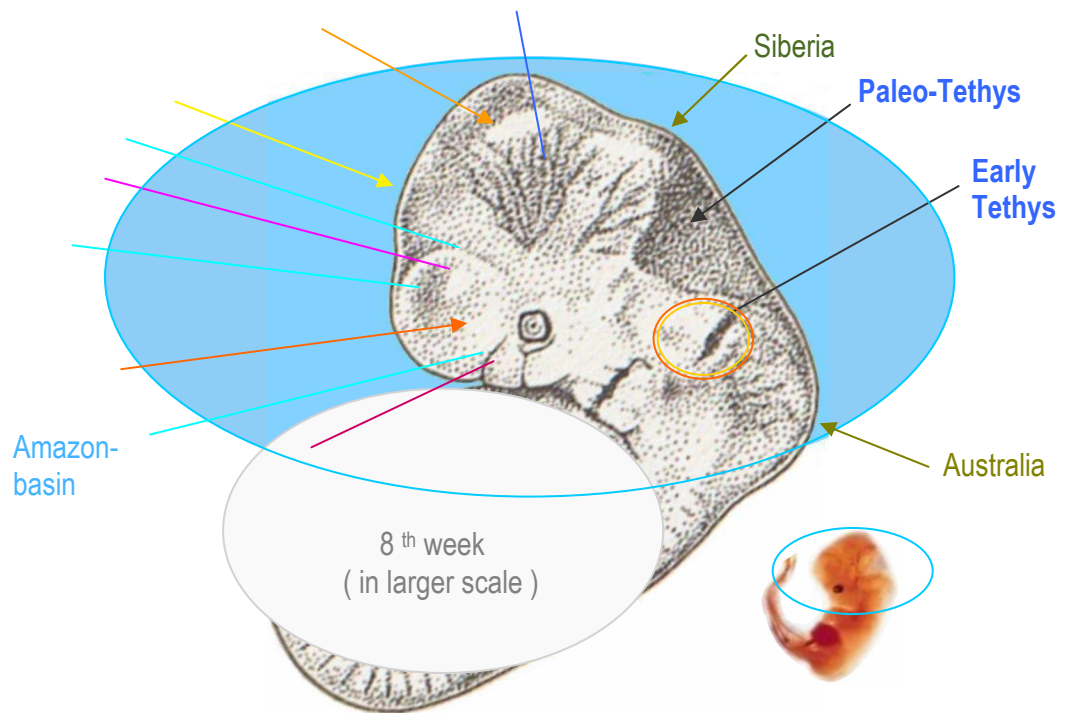 Siberia
Paleo-Tethys
Early
Tethys
Amazon-
basin
Australia
8 th week
( in larger scale )